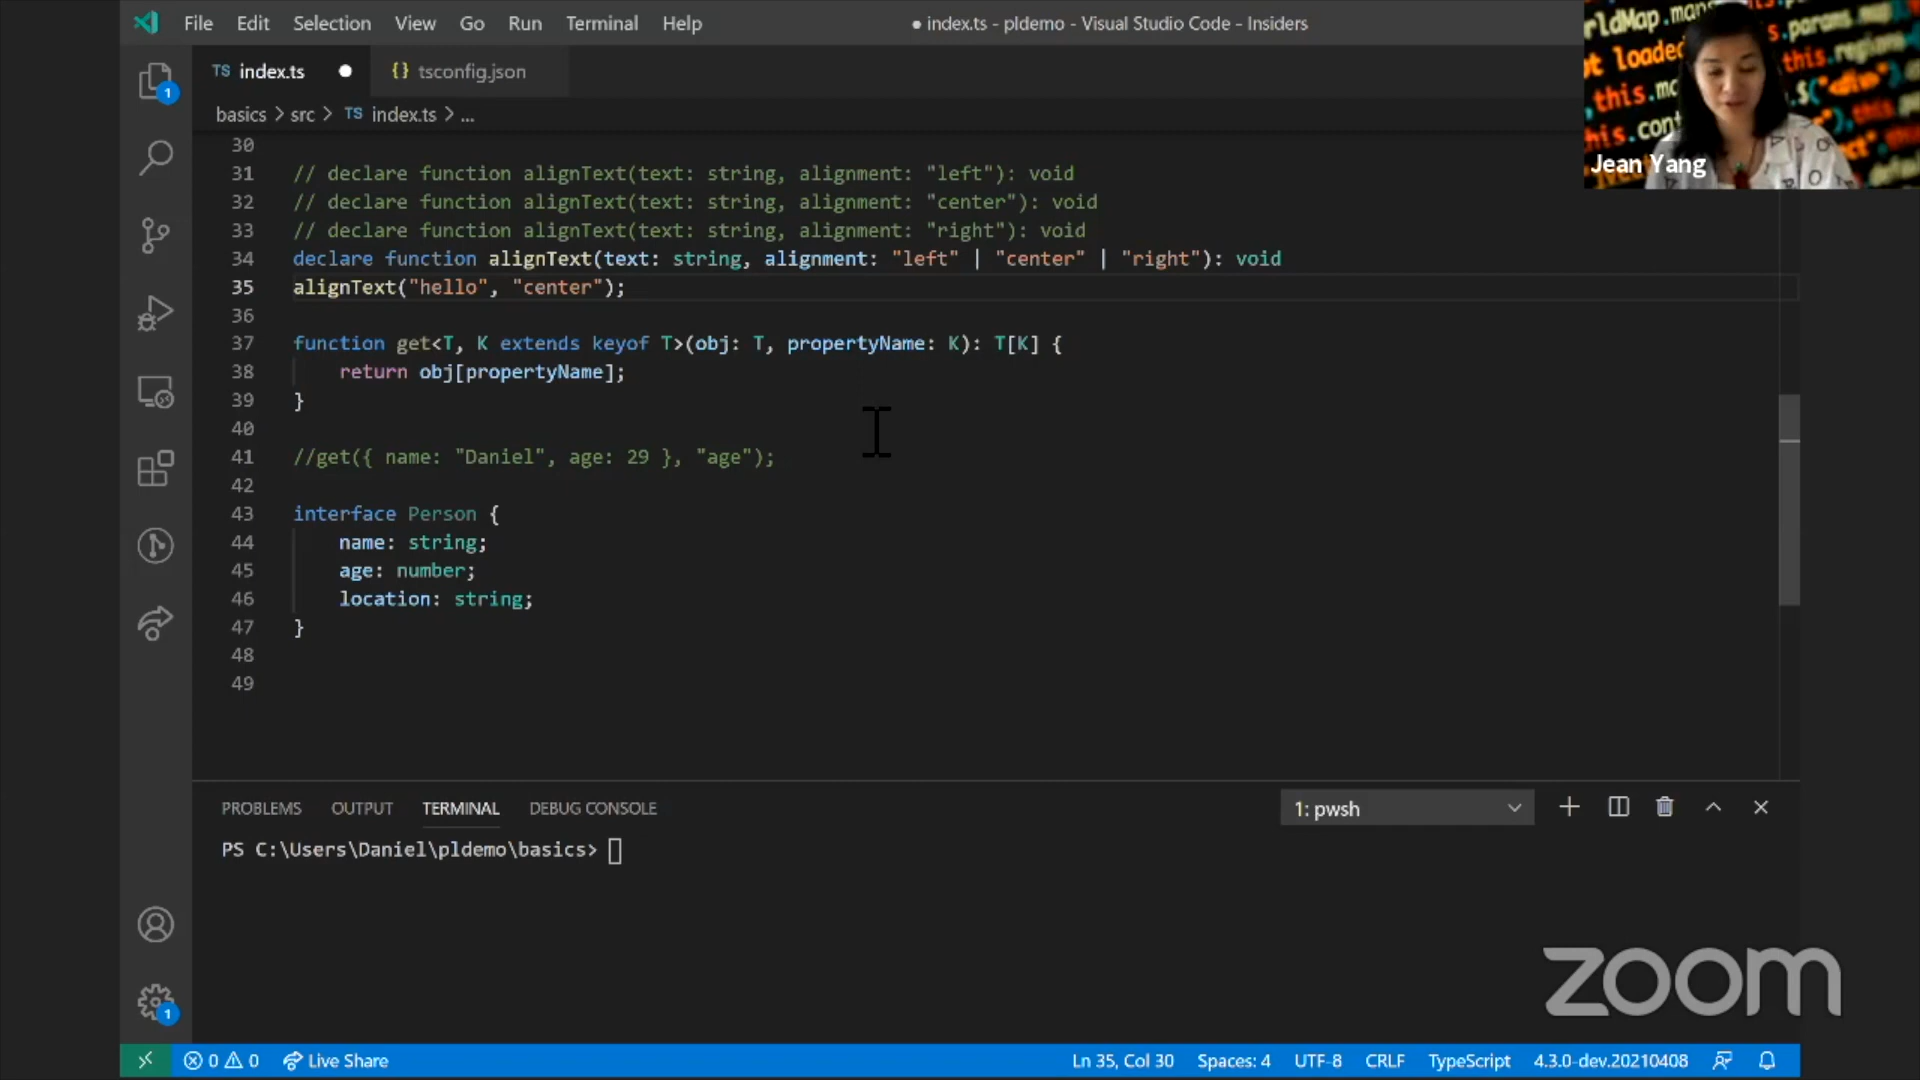 File Edit Selection View Go Run Terminal Help
● index.ts - pldemo - Visual Studio Code - Insiders
TS index.ts
{} tsconfig.json
basics > src > TS index.ts > ...
30
31 // declare function alignText(text: string, alignment: "left"): void
32 // declare function alignText(text: string, alignment: "center"): void
33 // declare function alignText(text: string, alignment: "right"): void
34 declare function alignText(text: string, alignment: "left" | "center" | "right"): void
35 alignText("hello", "center");
36
37 function get<T, K extends keyof T>(obj: T, propertyName: K): T[K] {
38 return obj[propertyName];
39 }
40
41 //get({ name: "Daniel", age: 29 }, "age");
42
43 interface Person {
44 name: string;
45 age: number;
46 location: string;
47 }
48
49
1
1
Jean Yang
PROBLEMS OUTPUT TERMINAL DEBUG CONSOLE
1: pwsh
PS C:\Users\Daniel\pldemo\basics>
zoom
0 0 Live Share
Ln 35, Col 30 Spaces: 4 UTF-8 CRLF TypeScript 4.3.0-dev.20210408